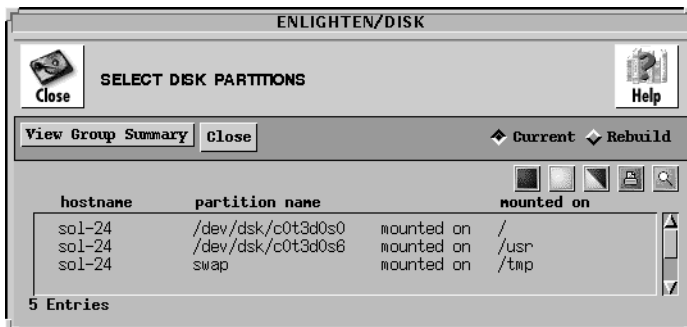 ENLIGHTEN/DISK
Close
SELECT DISK PARTITIONS
Help
View Group Summary Close Current Rebuild
hostname partition name mounted on
sol-24 /dev/dsk/c0t3d0s0 mounted on /
sol-24 /dev/dsk/c0t3d0s6 mounted on /usr
sol-24 swap mounted on /tmp
5 Entries